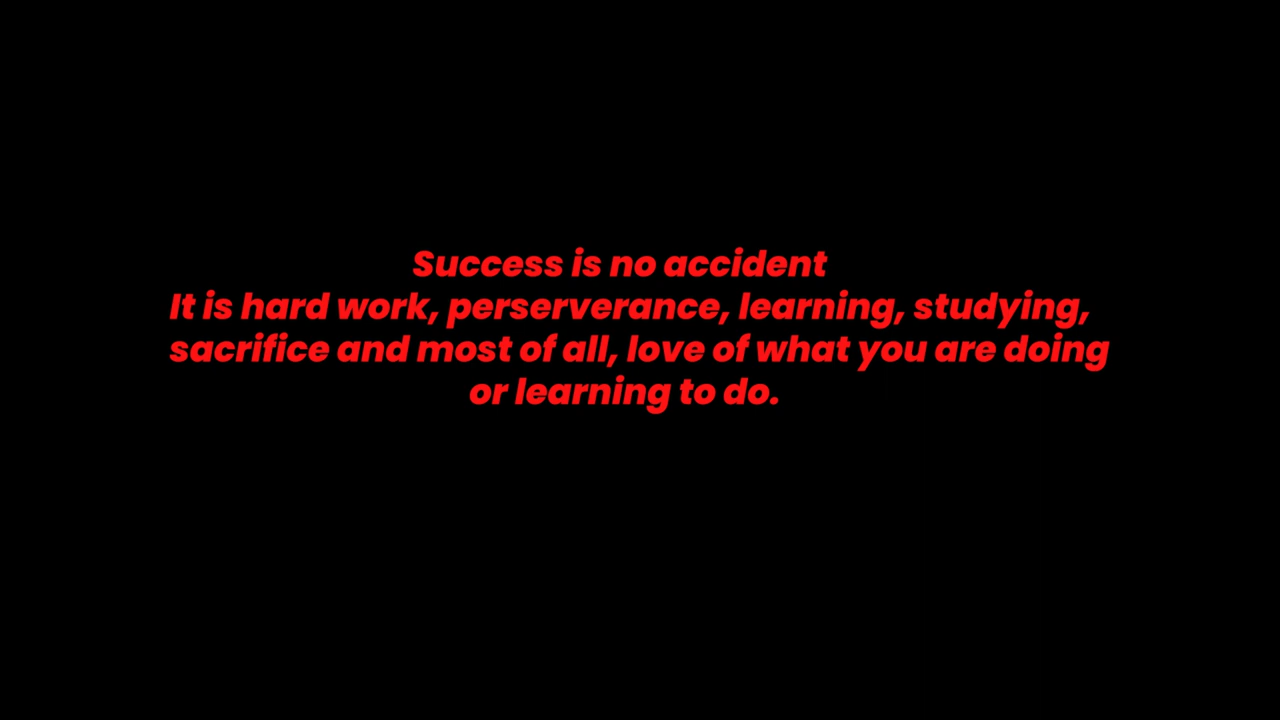 Success is no accident
It is hard work, perserverance, learning, studying,
sacrifice and most of all, love of what you are doing
or learning to do.